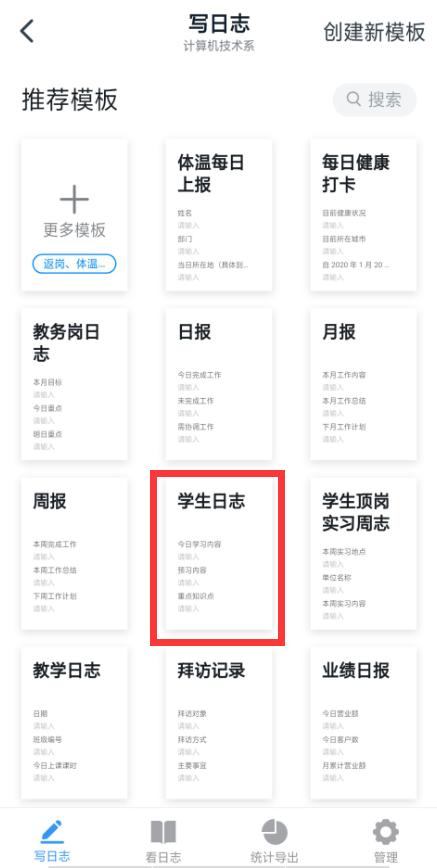 写日志
计算机技术系
创建新模板
推荐模板
搜索
更多模板
返岗、体温...
体温每日
上报
姓名
请输入
部门
请输入
当日所在地（具体到...
请输入
每日健康
打卡
目前健康状况
请输入
目前所在城市
请输入
自 2020 年 1 月 20 ...
请输入
教务岗日
志
本月目标
请输入
今日重点
请输入
明日重点
请输入
日报
今日完成工作
请输入
未完成工作
请输入
需协调工作
请输入
月报
本月工作内容
请输入
本月工作总结
请输入
下月工作计划
请输入
周报
本周完成工作
请输入
本周工作总结
请输入
下周工作计划
请输入
学生日志
今日学习内容
请输入
预习内容
请输入
重点知识点
请输入
学生顶岗
实习周志
本周实习地点
请输入
单位名称
请输入
本周实习内容
请输入
教学日志
日期
请输入
班级编号
请输入
今日上课课时
请输入
拜访记录
拜访对象
请输入
拜访方式
请输入
主要事宜
请输入
业绩日报
今日营业额
请输入
今日客户数
请输入
月累计营业额
请输入
写日志
看日志
统计导出
管理